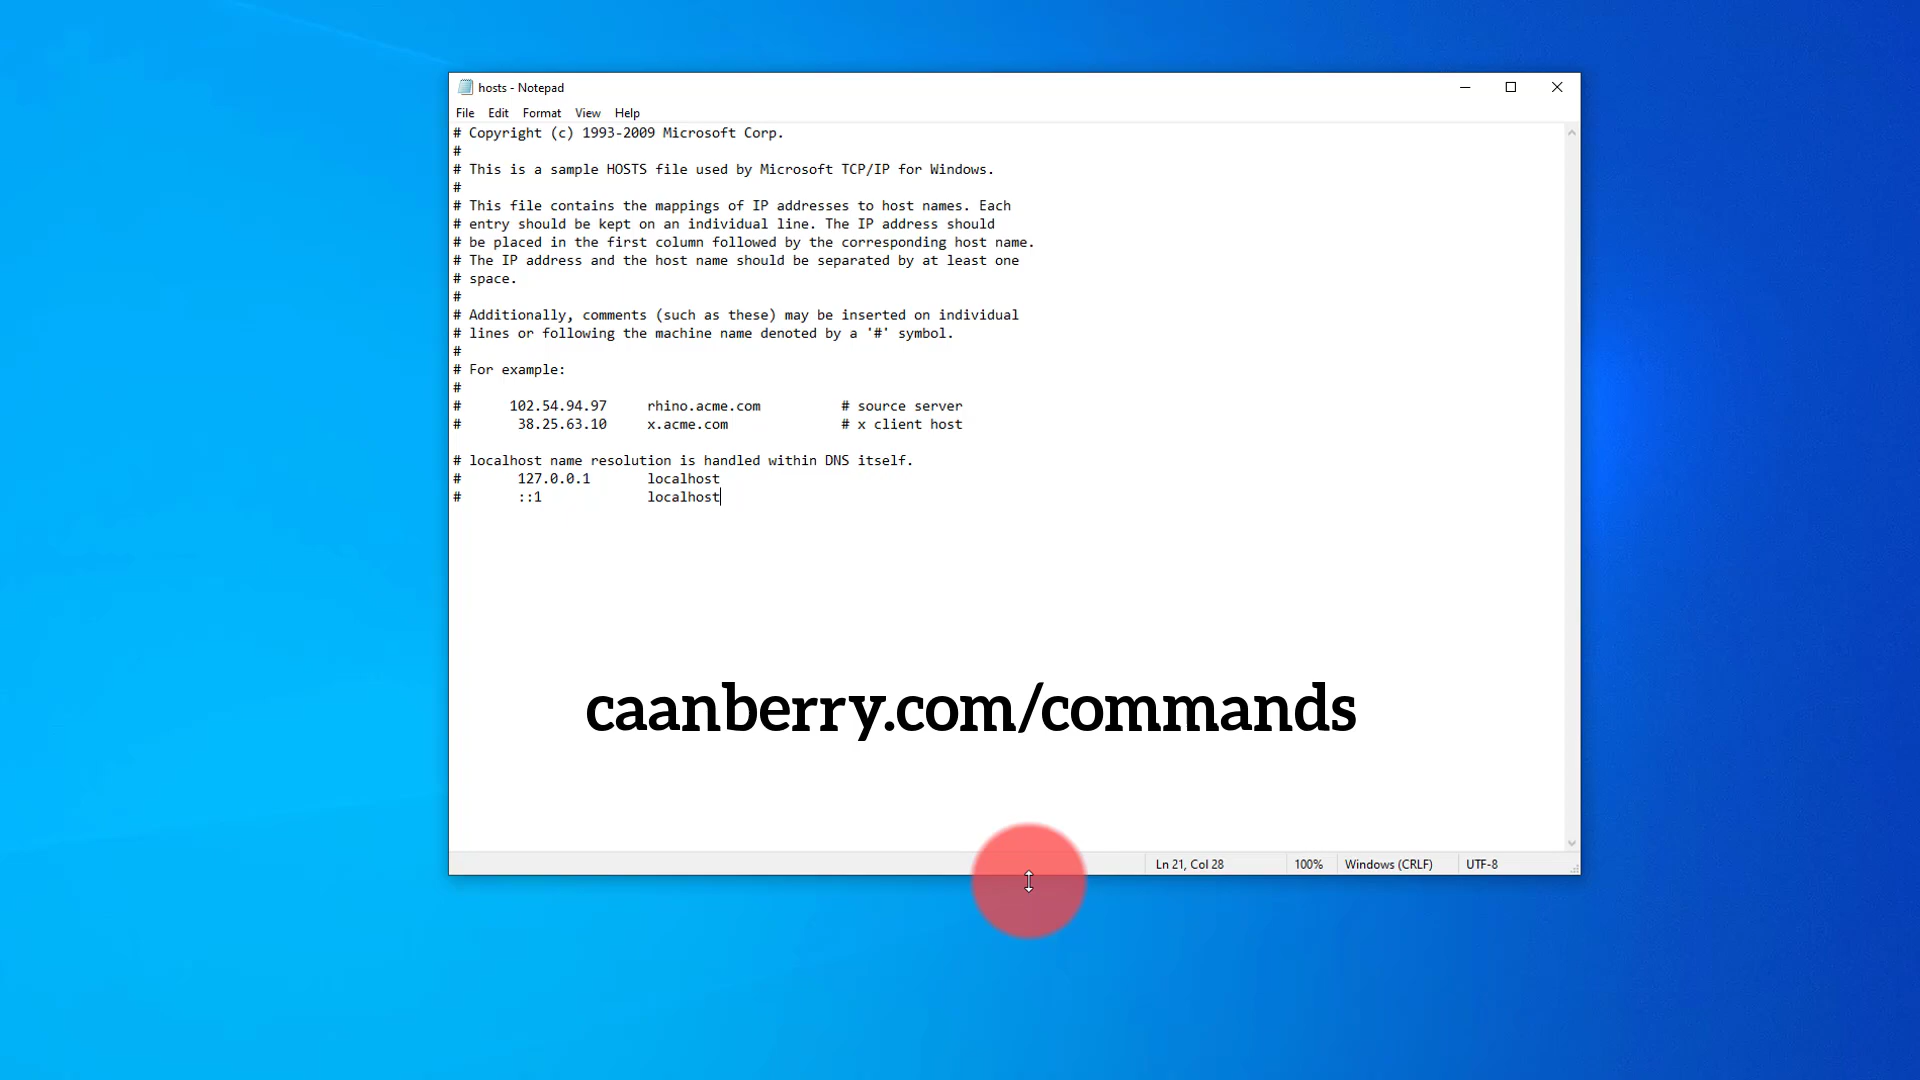 hosts - Notepad
File Edit Format View Help
# Copyright (c) 1993-2009 Microsoft Corp.
#
# This is a sample HOSTS file used by Microsoft TCP/IP for Windows.
#
# This file contains the mappings of IP addresses to host names. Each
# entry should be kept on an individual line. The IP address should
# be placed in the first column followed by the corresponding host name.
# The IP address and the host name should be separated by at least one
# space.
#
# Additionally, comments (such as these) may be inserted on individual
# lines or following the machine name denoted by a '#' symbol.
#
# For example:
#
#      102.54.94.97     rhino.acme.com          # source server
#       38.25.63.10     x.acme.com              # x client host
# localhost name resolution is handled within DNS itself.
#       127.0.0.1       localhost
#       ::1             localhost
caanberry.com/commands
Ln 21, Col 28 100% Windows (CRLF) UTF-8